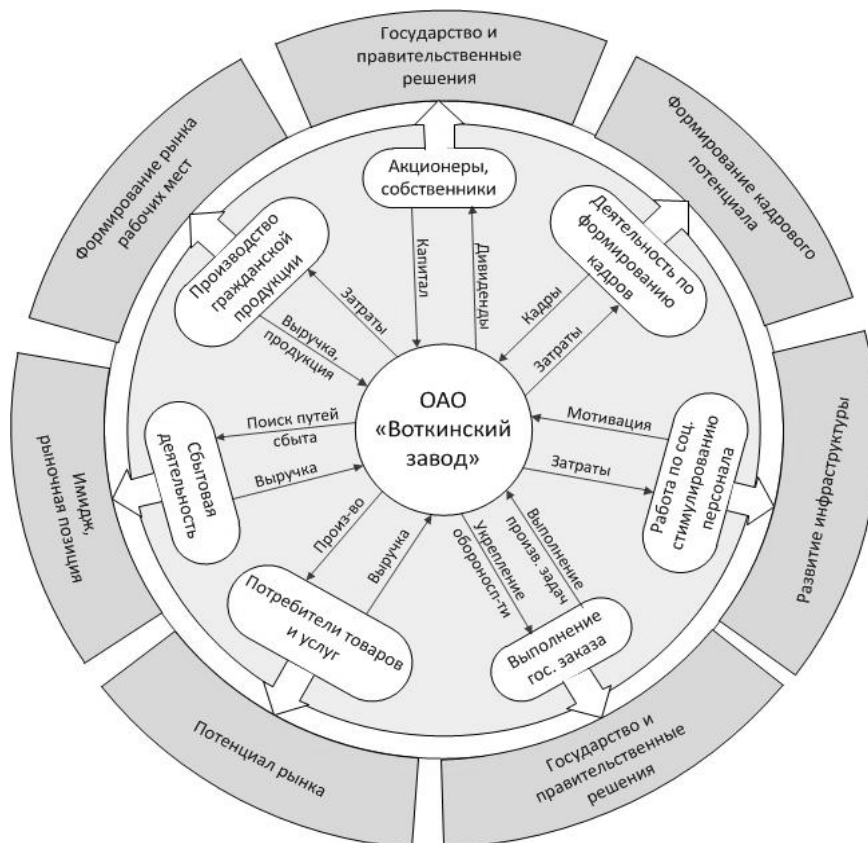 Государство и
правительственные
решения
Формирование кадрового
потенциала
Развитие инфраструктуры
Государство и
правительственные
решения
Потенциал рынка
Имидж,
рыночная позиция
Формирование рынка
рабочих мест
Акционеры,
собственники
Капитал
Дивиденды
Деятельность по
формированию
кадров
Кадры
Затраты
Работа по соц.
стимулированию
персонала
Мотивация
Затраты
Выполнение
гос. заказа
Выполнение
произв. задач
Укрепление
обороносп-ти
Потребители товаров
и услуг
Произ-во
Выручка
Сбытовая
деятельность
Поиск путей
сбыта
Выручка
Производство
гражданской
продукции
Затраты
Выручка,
продукция
ОАО
«Воткинский
завод»